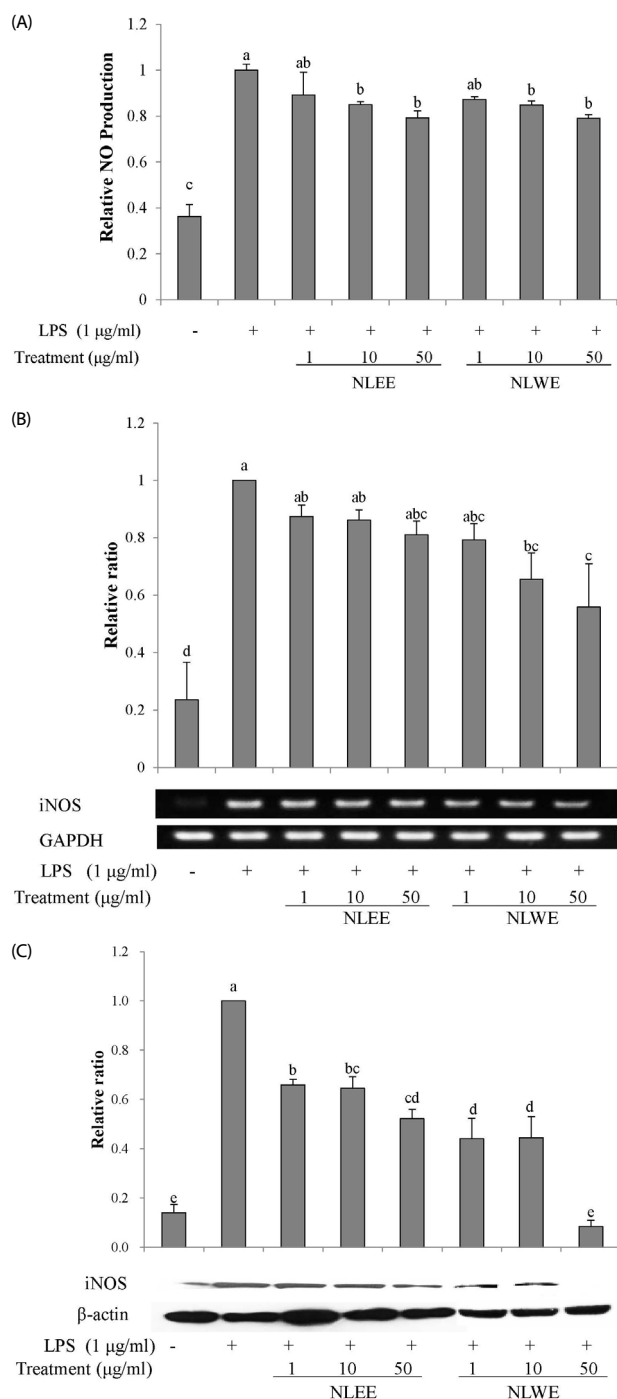 (A)
Relative NO Production
1.2
1
0.8
0.6
0.4
0.2
0
c
a
ab
b
b
ab
b
b
LPS (1 μg/ml) - + + + + + + +
Treatment (μg/ml) 1 10 50 1 10 50
NLEE NLWE
(B)
Relative ratio
1.2
1
0.8
0.6
0.4
0.2
0
d
a
ab
ab
abc
abc
bc
c
iNOS
GAPDH
LPS (1 μg/ml) - + + + + + + +
Treatment (μg/ml) 1 10 50 1 10 50
NLEE NLWE
(C)
Relative ratio
1.2
1.0
0.8
0.6
0.4
0.2
0.0
e
a
b
bc
cd
d
d
e
iNOS
β-actin
LPS (1 μg/ml) - + + + + + + +
Treatment (μg/ml) 1 10 50 1 10 50
NLEE NLWE